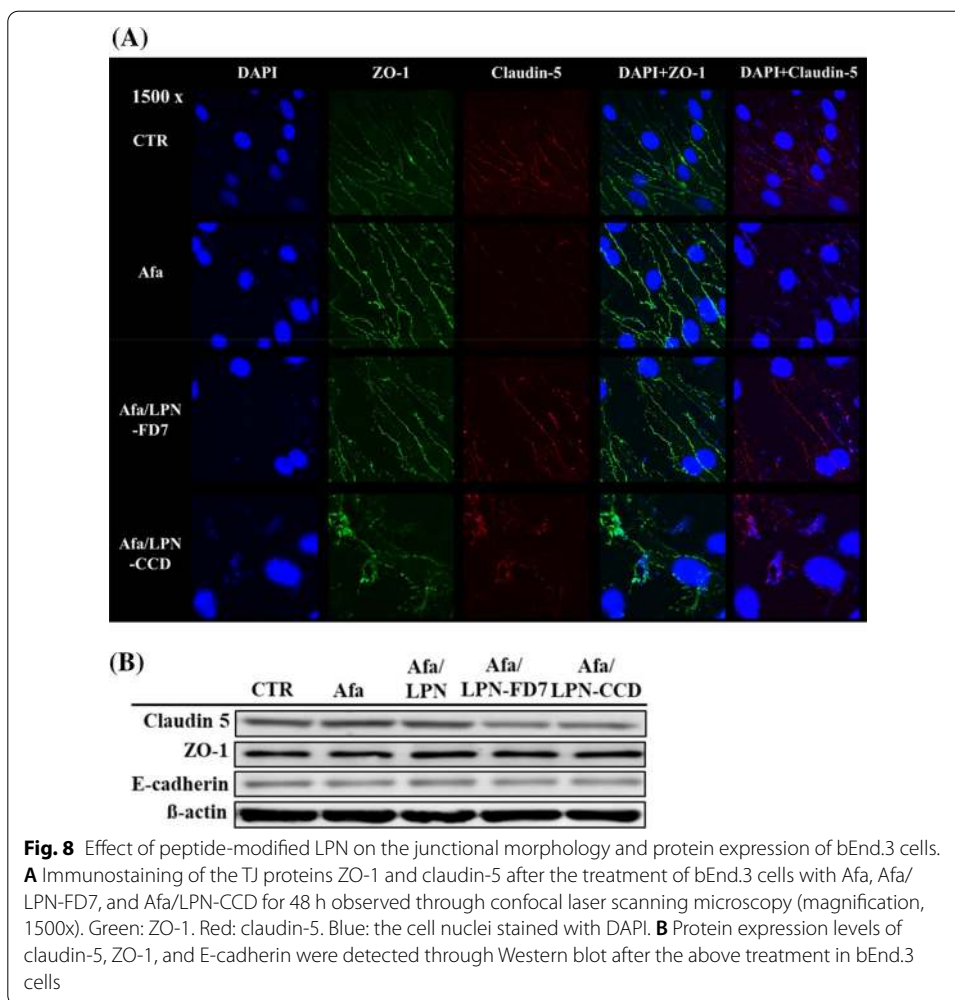 (A)
DAPI ZO-1 Claudin-5 DAPI+ZO-1 DAPI+Claudin-5
1500 x
CTR
Afa
Afa/LPN
-FD7
Afa/LPN
-CCD
(B)
CTR Afa Afa/ LPN Afa/ LPN-FD7 Afa/ LPN-CCD
Claudin 5
ZO-1
E-cadherin
ß-actin
Fig. 8 Effect of peptide-modified LPN on the junctional morphology and protein expression of bEnd.3 cells.
A Immunostaining of the TJ proteins ZO-1 and claudin-5 after the treatment of bEnd.3 cells with Afa, Afa/
LPN-FD7, and Afa/LPN-CCD for 48 h observed through confocal laser scanning microscopy (magnification,
1500x). Green: ZO-1. Red: claudin-5. Blue: the cell nuclei stained with DAPI. B Protein expression levels of
claudin-5, ZO-1, and E-cadherin were detected through Western blot after the above treatment in bEnd.3
cells